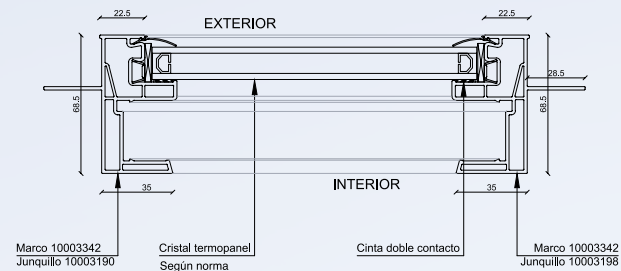 22.5
22.5
EXTERIOR
28.5
68.5
68.5
35
INTERIOR
35
Marco 10003342
Junquillo 10003190
Cristal termopanel
Según norma
Cinta doble contacto
Marco 10003342
Junquillo 10003198